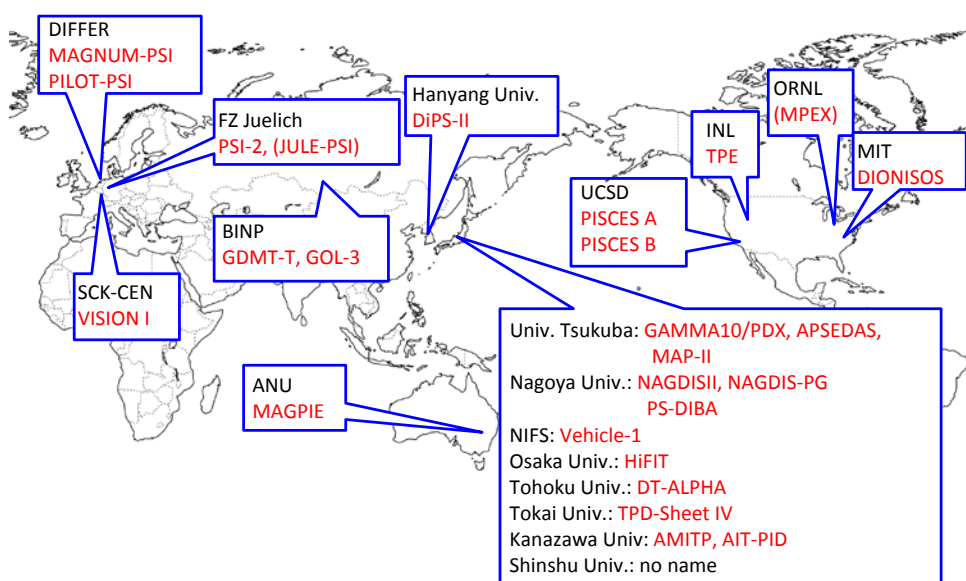 DIFFER
MAGNUM-PSI
PILOT-PSI
FZ Juelich
PSI-2, (JULE-PSI)
Hanyang Univ.
DiPS-II
ORNL
(MPEX)
INL
TPE
MIT
DIONISOS
UCSD
PISCES A
PISCES B
BINP
GDMT-T, GOL-3
SCK-CEN
VISION I
ANU
MAGPIE
Univ. Tsukuba: GAMMA10/PDX, APSEDAS,
MAP-II
Nagoya Univ.: NAGDISII, NAGDIS-PG
PS-DIBA
NIFS: Vehicle-1
Osaka Univ.: HiFIT
Tohoku Univ.: DT-ALPHA
Tokai Univ.: TPD-Sheet IV
Kanazawa Univ: AMITP, AIT-PID
Shinshu Univ.: no name